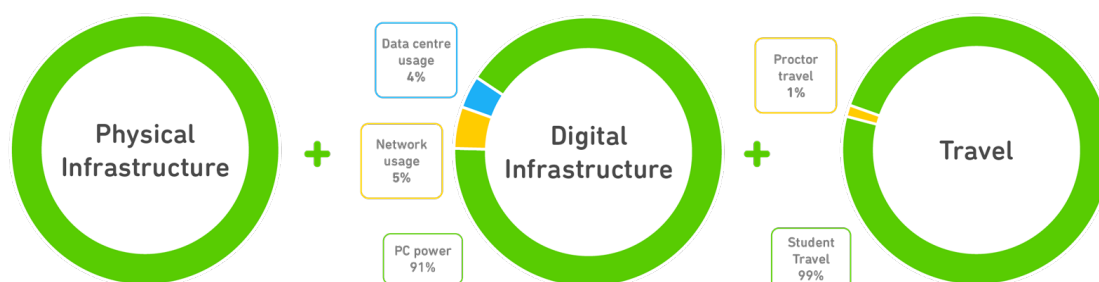 Physical
Infrastructure
+
Data centre
usage
4%
Network
usage
5%
PC power
91%
Digital
Infrastructure
+
Proctor
travel
1%
Student
Travel
99%
Travel